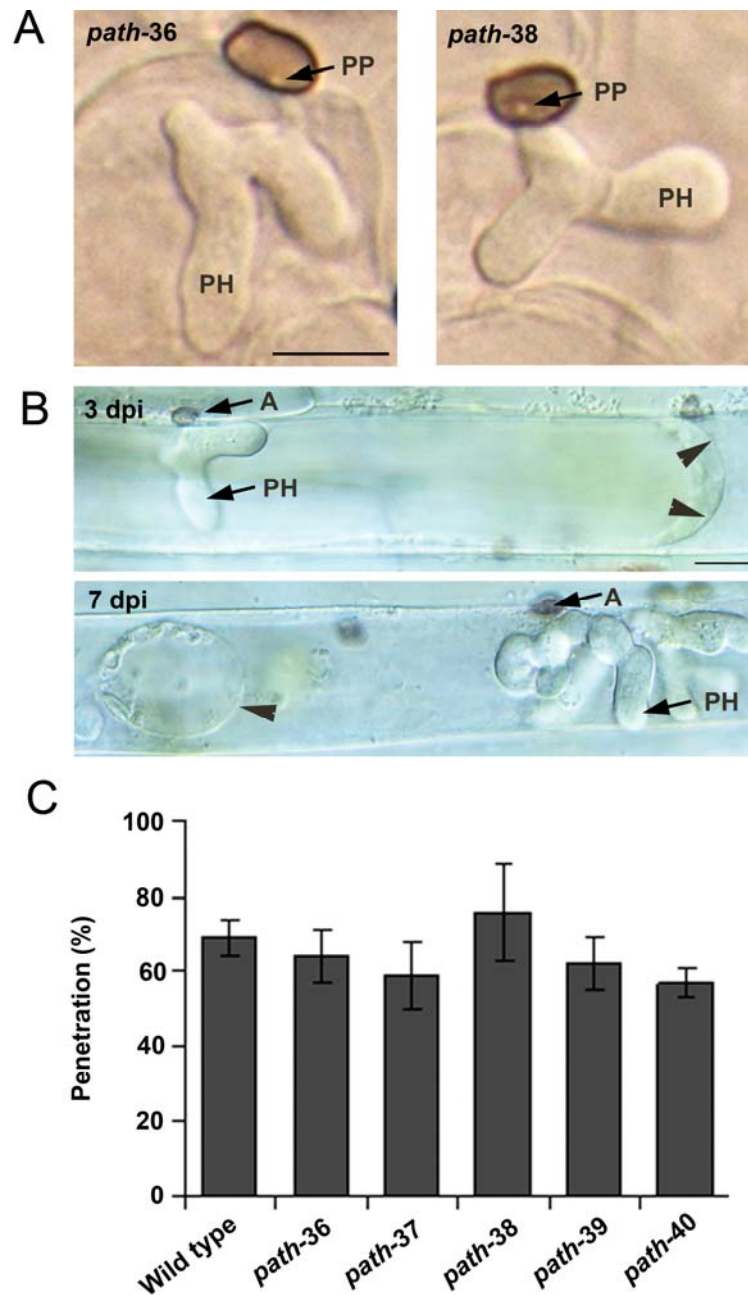 A
path-36
PP
PH
path-38
PP
PH
B
3 dpi
A
PH
7 dpi
A
PH
C
Penetration (%)
100
80
60
40
20
0
Wild type
path-36
path-37
path-38
path-39
path-40